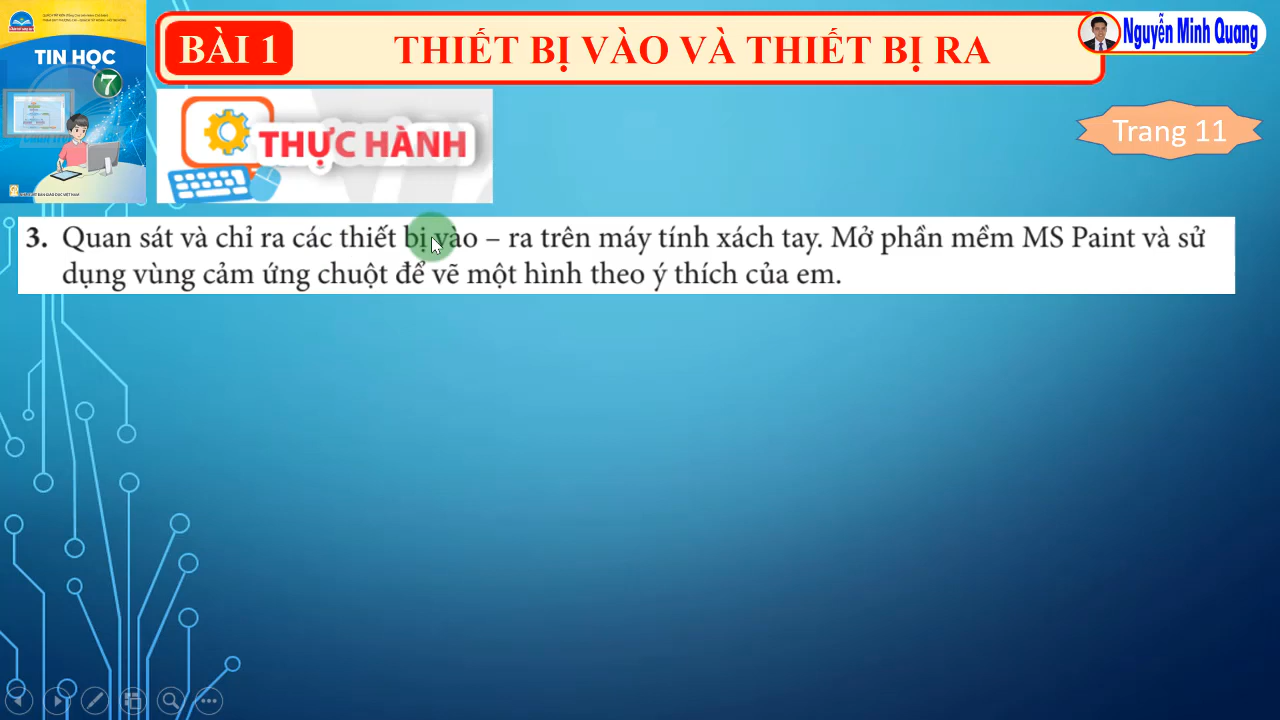 TIN HỌC
7
BÀI 1
THIẾT BỊ VÀO VÀ THIẾT BỊ RA
Nguyễn Minh Quang
THỰC HÀNH
Trang 11
3. Quan sát và chỉ ra các thiết bị vào – ra trên máy tính xách tay. Mở phần mềm MS Paint và sử
dụng vùng cảm ứng chuột để vẽ một hình theo ý thích của em.